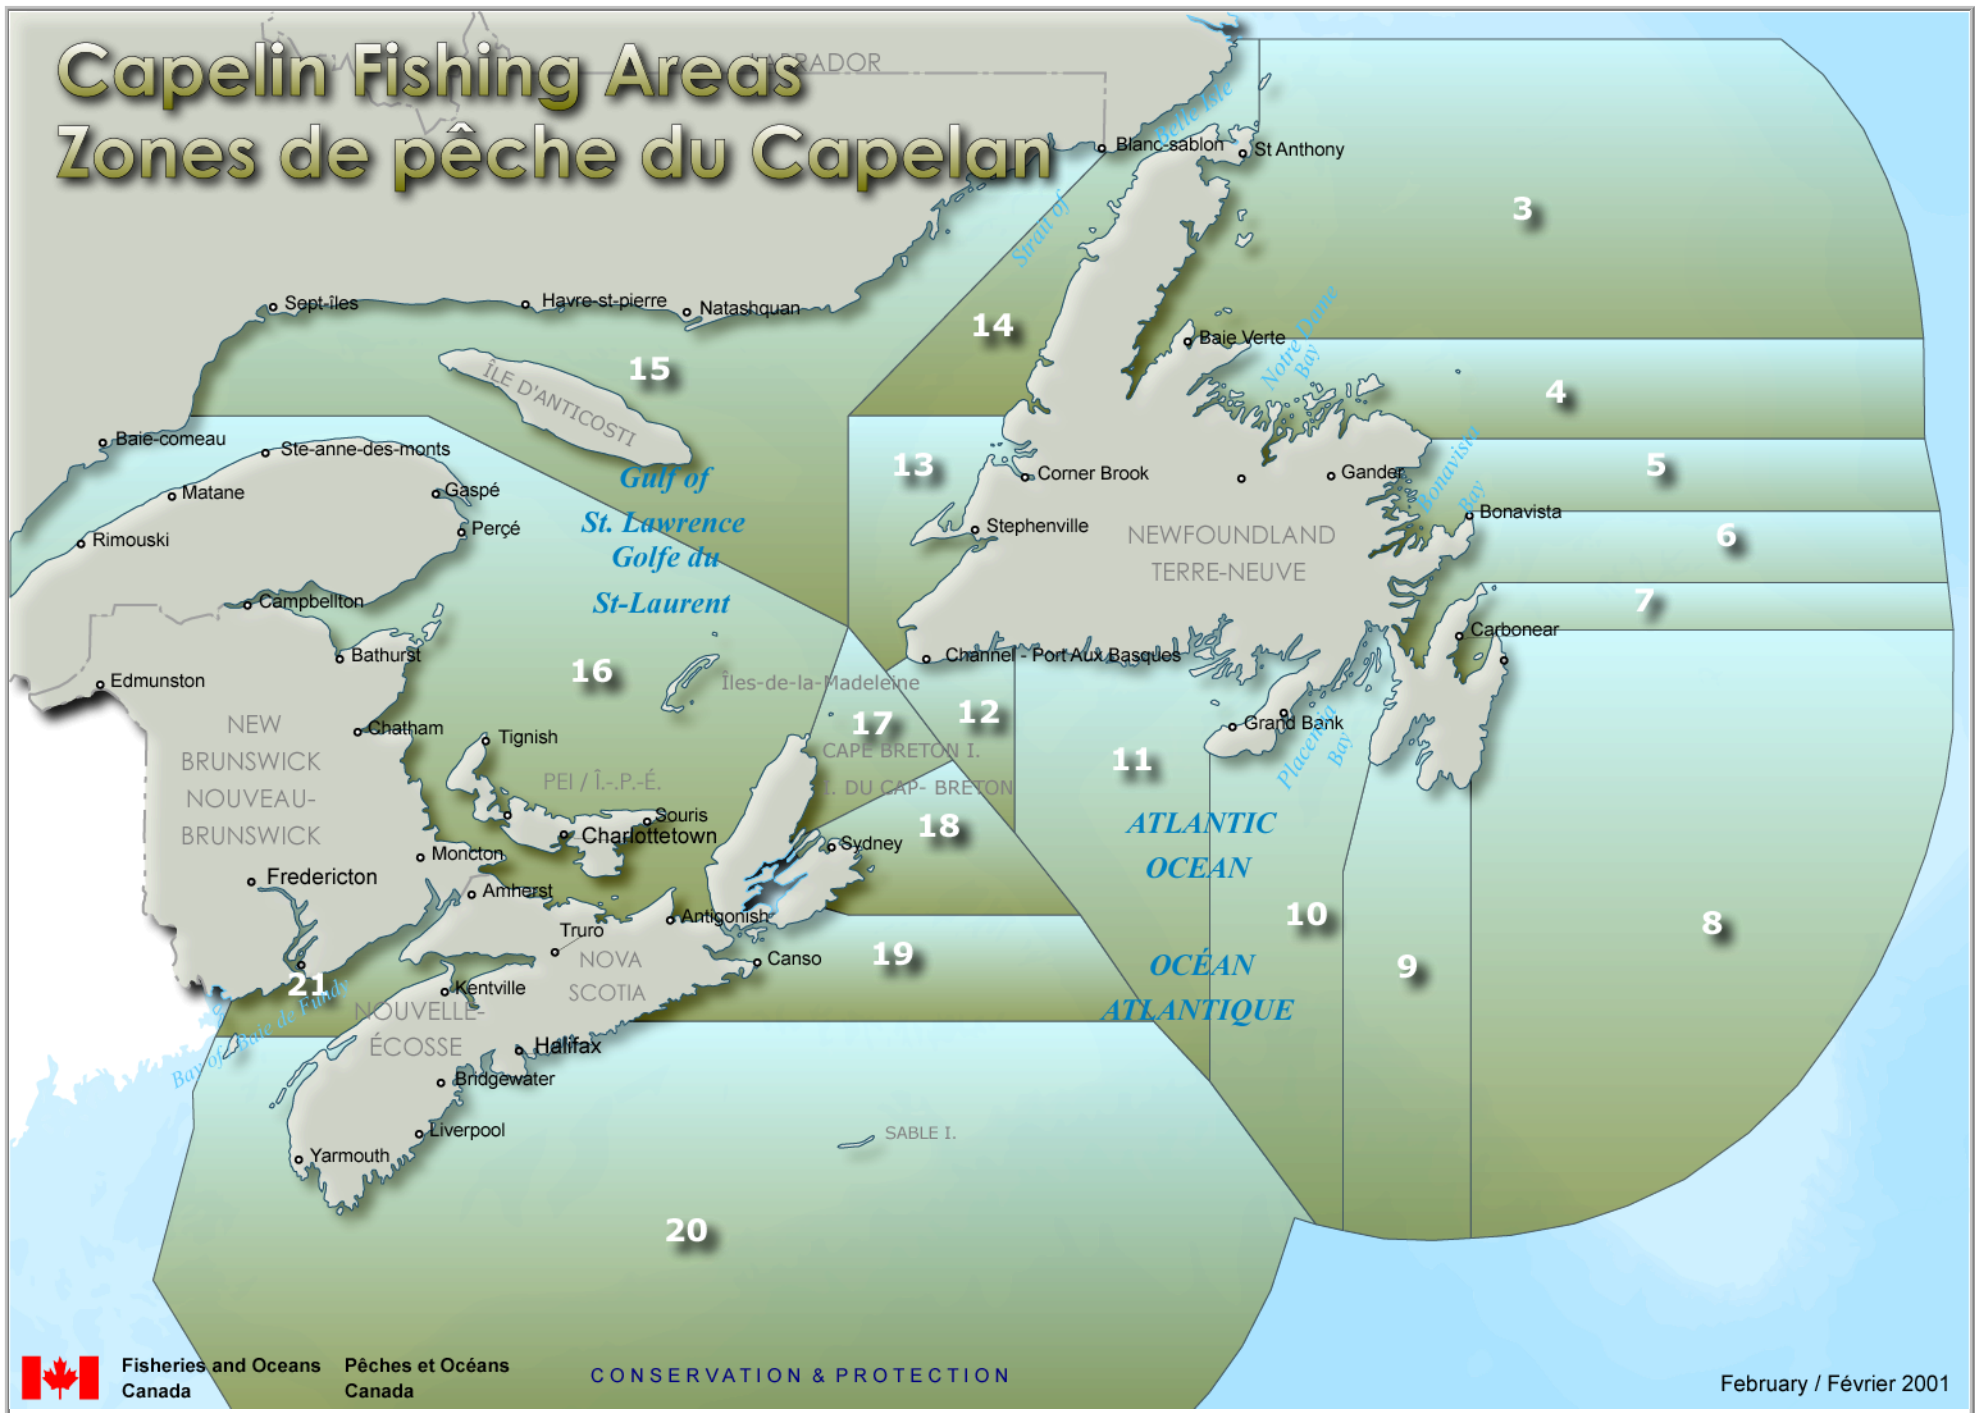 Capelin Fishing Areas
Zones de pêche du Capelan
LABRADOR
Belle Isle
Blanc-sablon
St Anthony
3
Strait of
Sept-îles
Havre-st-pierre
Natashquan
14
Baie Verte
Notre Dame
Bay
15
ÎLE D'ANTICOSTI
4
Baie-comeau
Ste-anne-des-monts
Matane
Gaspé
Gulf of
St. Lawrence
Golfe du
St-Laurent
13
Corner Brook
Gander
Bonavista
Bay
5
Rimouski
Perçé
Stephenville
NEWFOUNDLAND
TERRE-NEUVE
Bonavista
6
Campbellton
7
Carbonear
Bathurst
16
Îles-de-la-Madeleine
Channel - Port Aux Basques
Edmunston
NEW
BRUNSWICK
NOUVEAU-
BRUNSWICK
Chatham
Tignish
17
12
Grand Bank
Placentia
Bay
CAPE BRETON I.
Î. DU CAP- BRETON
11
PEI / Î.-.P.-É.
Souris
Charlottetown
18
Sydney
ATLANTIC
OCEAN
Moncton
Fredericton
Amherst
Antigonish
10
8
Truro
NOVA
SCOTIA
Canso
19
9
OCÉAN
ATLANTIQUE
21
Kentville
Bay of Baie de Fundy
NOUVELLE-
ÉCOSSE
Halifax
Bridgewater
Liverpool
SABLE I.
Yarmouth
20
Fisheries and Oceans
Canada
Pêches et Océans
Canada
CONSERVATION & PROTECTION
February / Février 2001